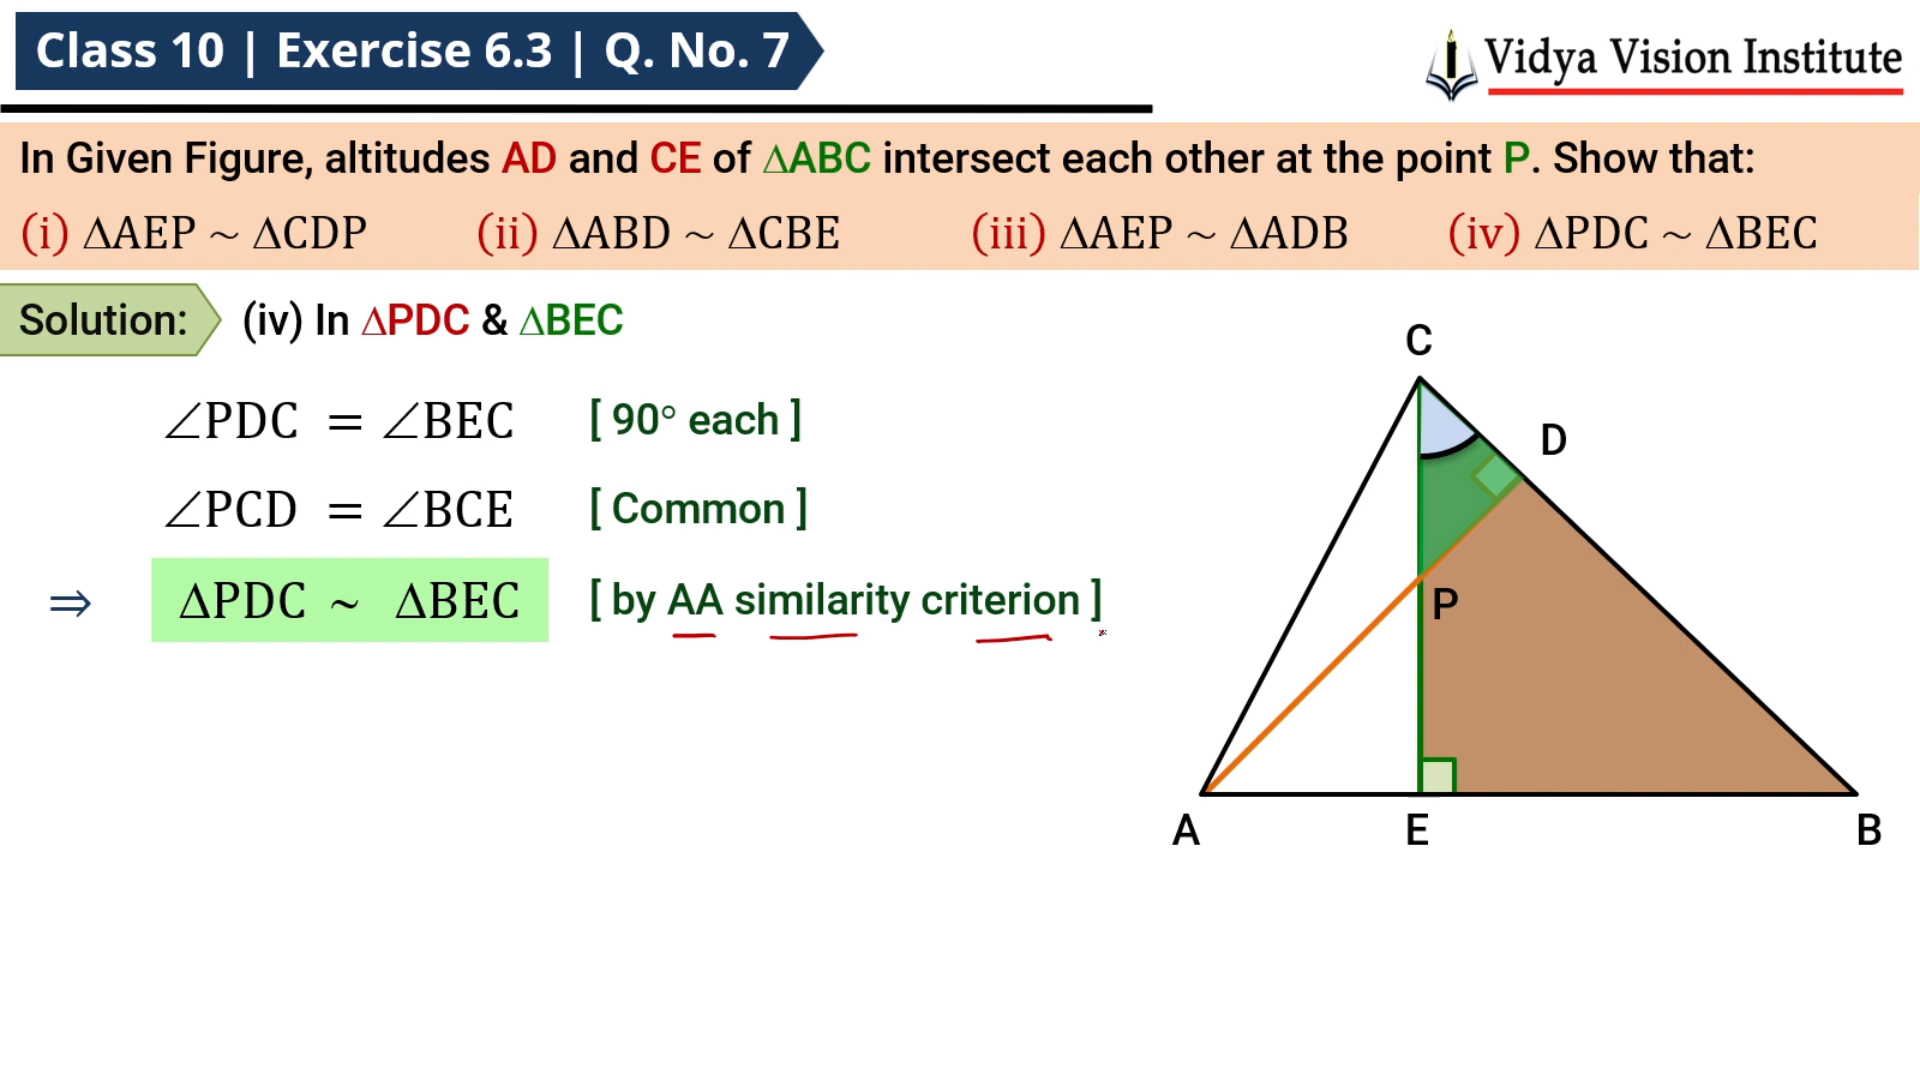 Class 10 | Exercise 6.3 | Q. No. 7
Vidya Vision Institute
In Given Figure, altitudes AD and CE of ΔABC intersect each other at the point P. Show that:
(i) ΔAEP ~ ΔCDP (ii) ΔABD ~ ΔCBE (iii) ΔAEP ~ ΔADB (iv) ΔPDC ~ ΔBEC
Solution: (iv) In ΔPDC & ΔBEC
∠PDC = ∠BEC [ 90° each ]
∠PCD = ∠BCE [ Common ]
⇒ ΔPDC ~ ΔBEC [ by AA similarity criterion ]
C
D
P
A E B